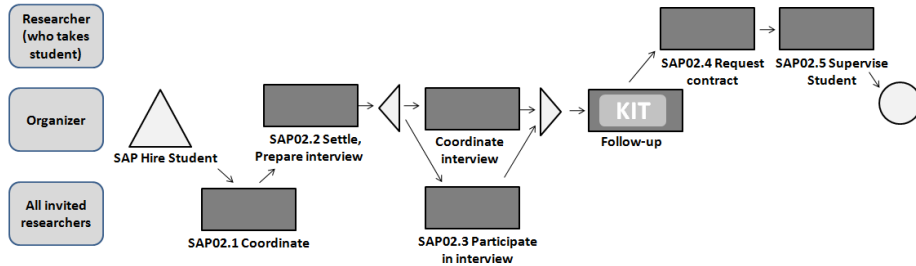 Researcher
(who takes
student)
SAP02.4 Request
contract
SAP02.5 Supervise
Student
Organizer
KIT
SAP Hire Student
SAP02.2 Settle,
Prepare interview
Coordinate
interview
Follow-up
All invited
researchers
SAP02.1 Coordinate
SAP02.3 Participate
in interview